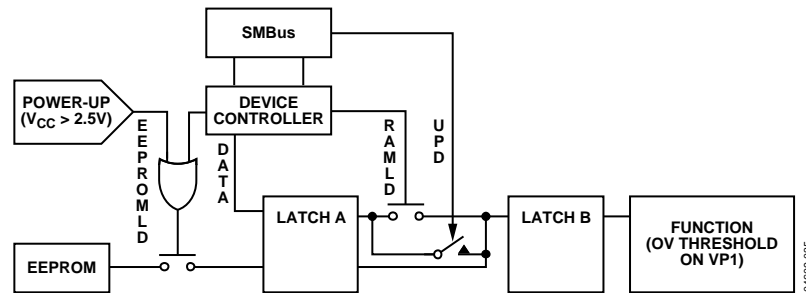 SMBus
POWER-UP
(VCC > 2.5V)
EEPROMLD
DEVICE
CONTROLLER
DATA
RAMLD
UPD
LATCH A
LATCH B
FUNCTION
(OV THRESHOLD
ON VP1)
EEPROM